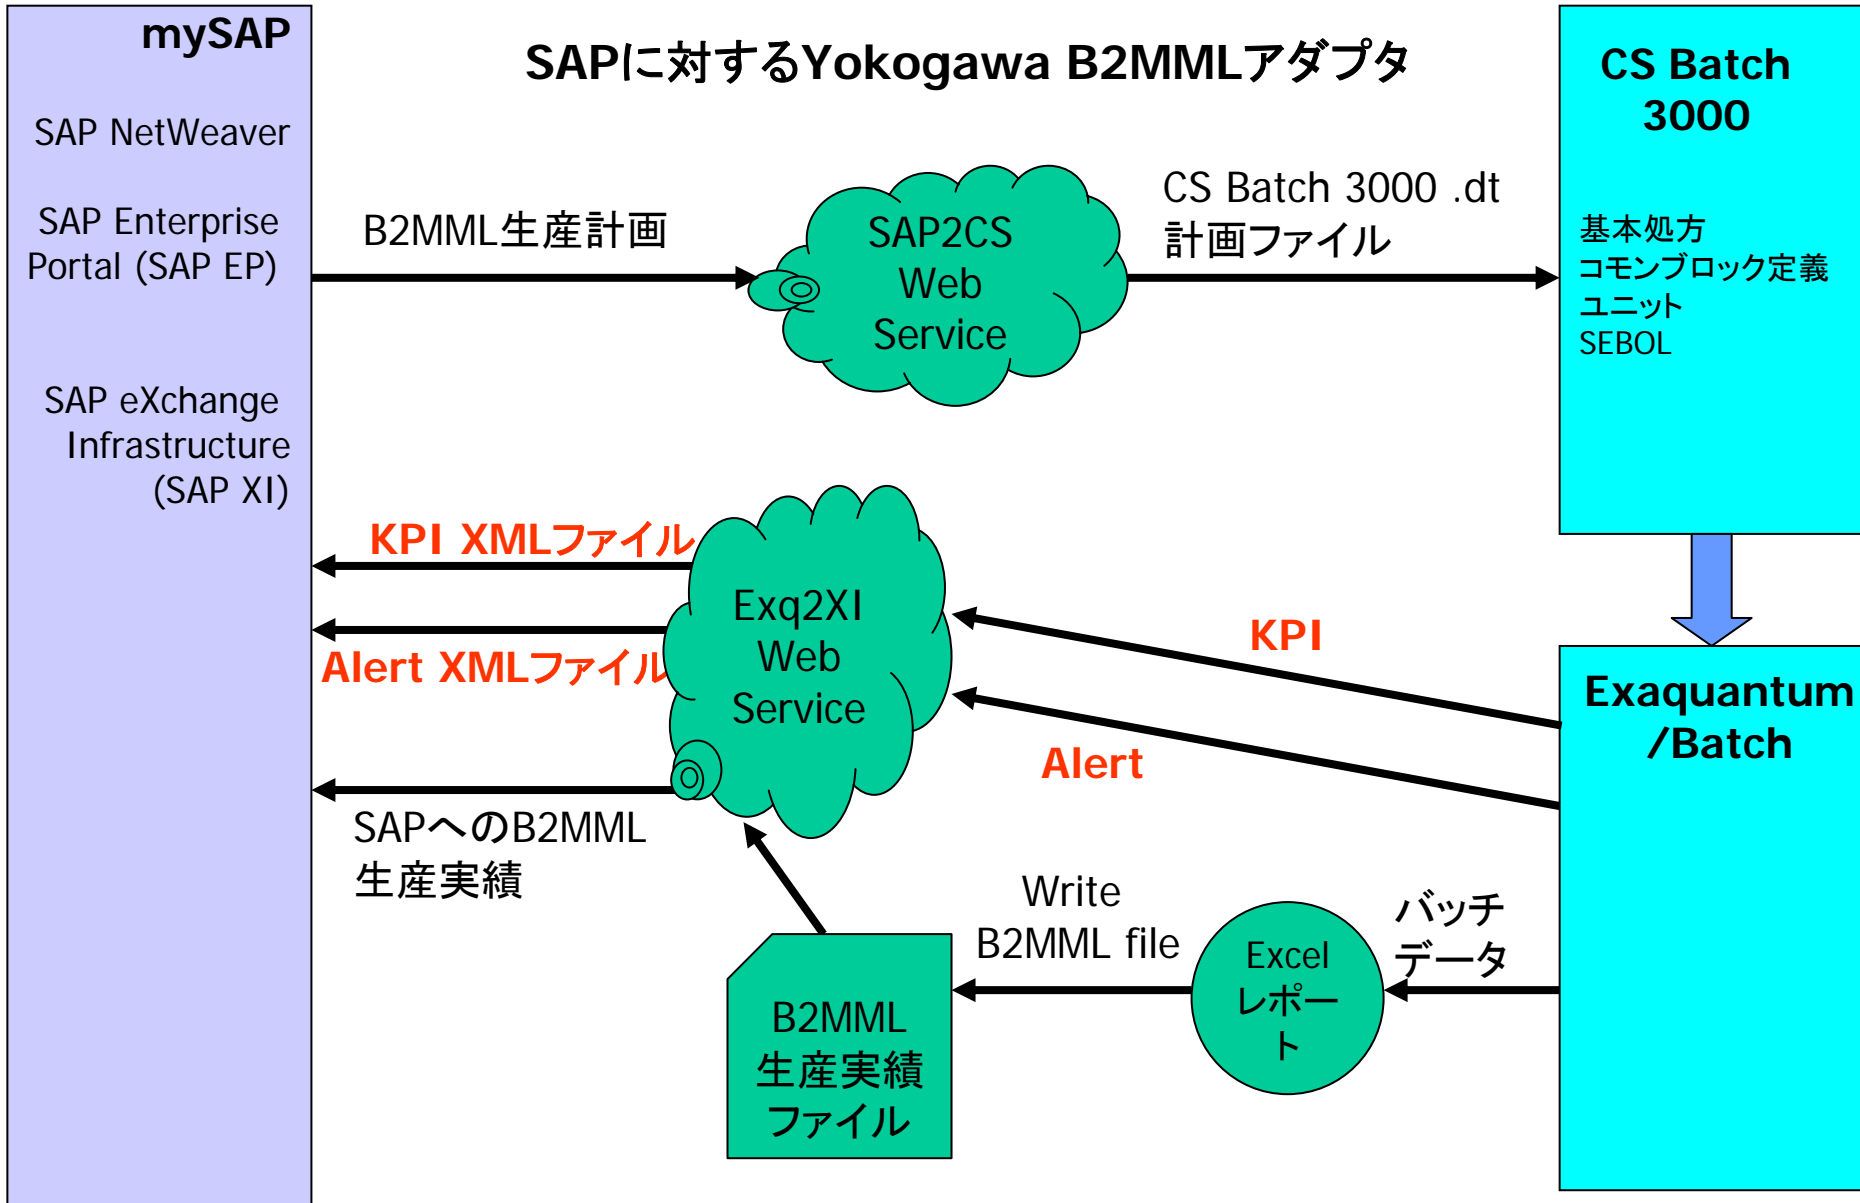 mySAP
SAP NetWeaver
SAP Enterprise
Portal (SAP EP)
SAP eXchange
Infrastructure
(SAP XI)
SAPに対するYokogawa B2MMLアダプタ
B2MML生産計画
SAP2CS
Web
Service
CS Batch 3000 .dt
計画ファイル
CS Batch
3000
基本処方
コモンブロック定義
ユニット
SEBOL
KPI XMLファイル
Alert XMLファイル
SAPへのB2MML
生産実績
Exq2XI
Web
Service
KPI
Alert
Exaquantum
/Batch
バッチ
データ
Excel
レポー
ト
Write
B2MML file
B2MML
生産実績
ファイル